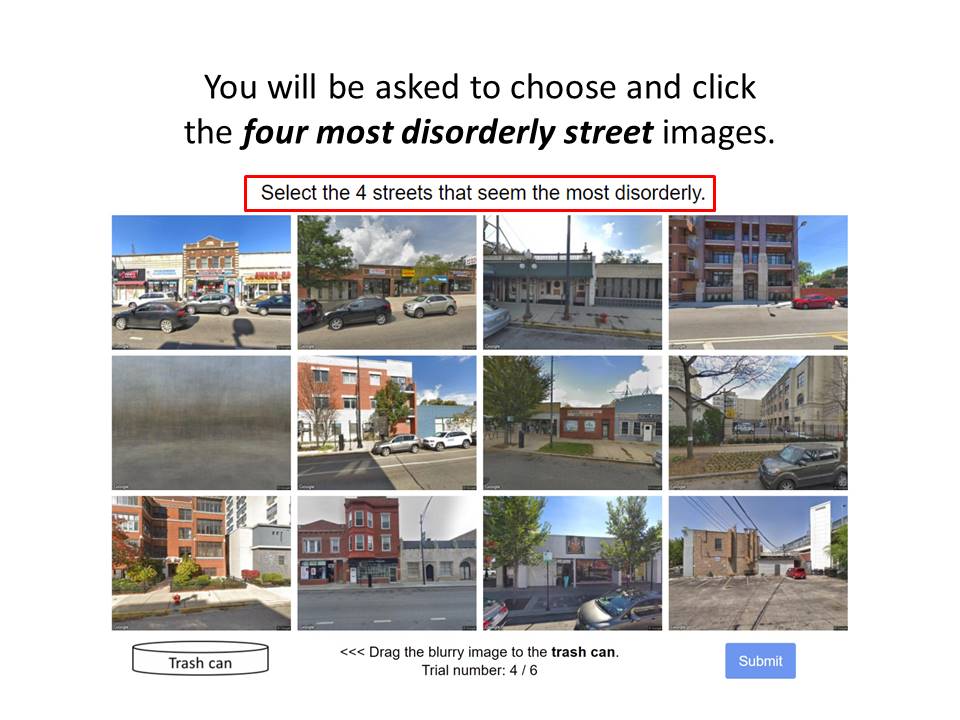 You will be asked to choose and click
the four most disorderly street images.
Select the 4 streets that seem the most disorderly.
Trash can
<<< Drag the blurry image to the trash can.
Trial number: 4 / 6
Submit